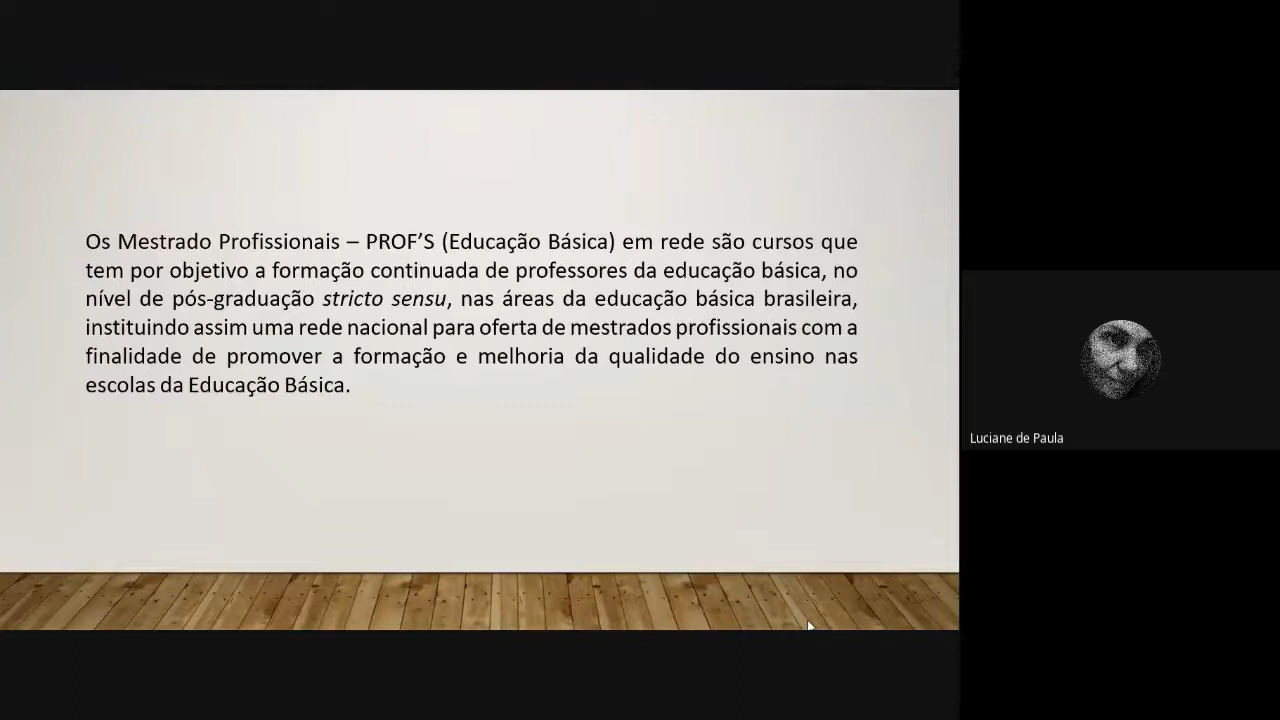 Os Mestrado Profissionais – PROF’S (Educação Básica) em rede são cursos que
tem por objetivo a formação continuada de professores da educação básica, no
nível de pós-graduação stricto sensu, nas áreas da educação básica brasileira,
instituindo assim uma rede nacional para oferta de mestrados profissionais com a
finalidade de promover a formação e melhoria da qualidade do ensino nas
escolas da Educação Básica.
Luciane de Paula